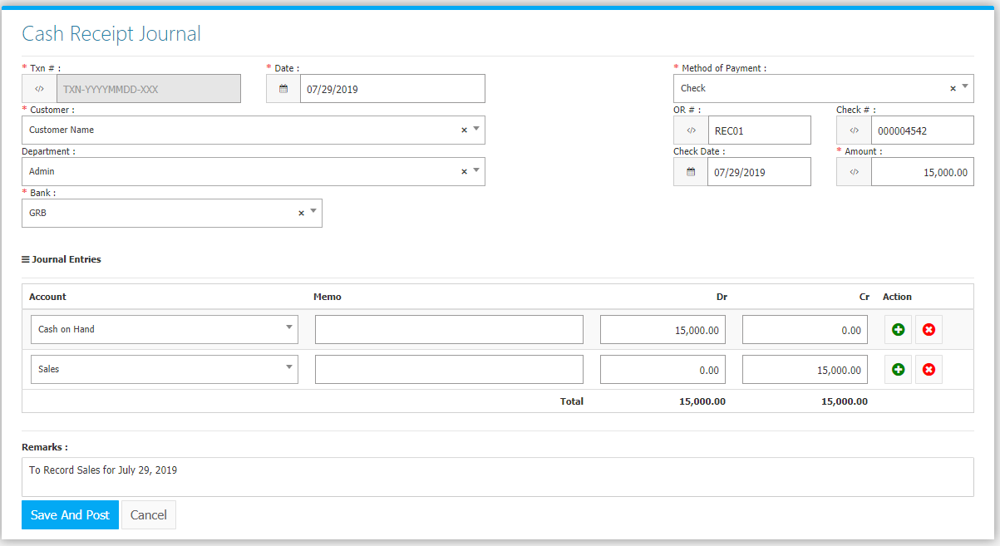 Cash Receipt Journal
* Txn # : * Date : * Method of Payment :
TXN-YYYYMMDD-XXX 07/29/2019 Check
* Customer : OR # : Check # :
Customer Name REC01 000004542
Department : Check Date : * Amount :
Admin 07/29/2019 15,000.00
* Bank :
GRB
Journal Entries
Account Memo Dr Cr Action
Cash on Hand 15,000.00 0.00
Sales 0.00 15,000.00
Total 15,000.00 15,000.00
Remarks :
To Record Sales for July 29, 2019
Save And Post Cancel